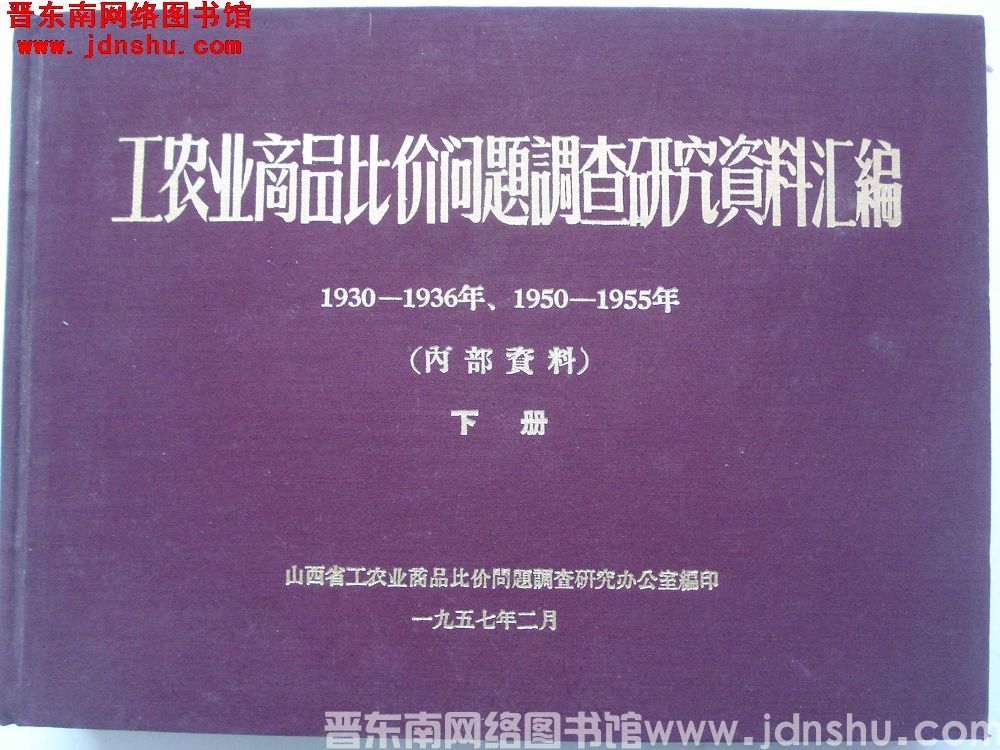 晋东南网络图书馆
www.jdnshu.com
工农业商品比价问題調查研究資料汇編
1930—1936年、1950—1955年
(内部資料)
下册
山西省工农业商品比价問題調查研究办公室編印
一九五七年二月
晋东南网络图书馆www.jdnshu.com